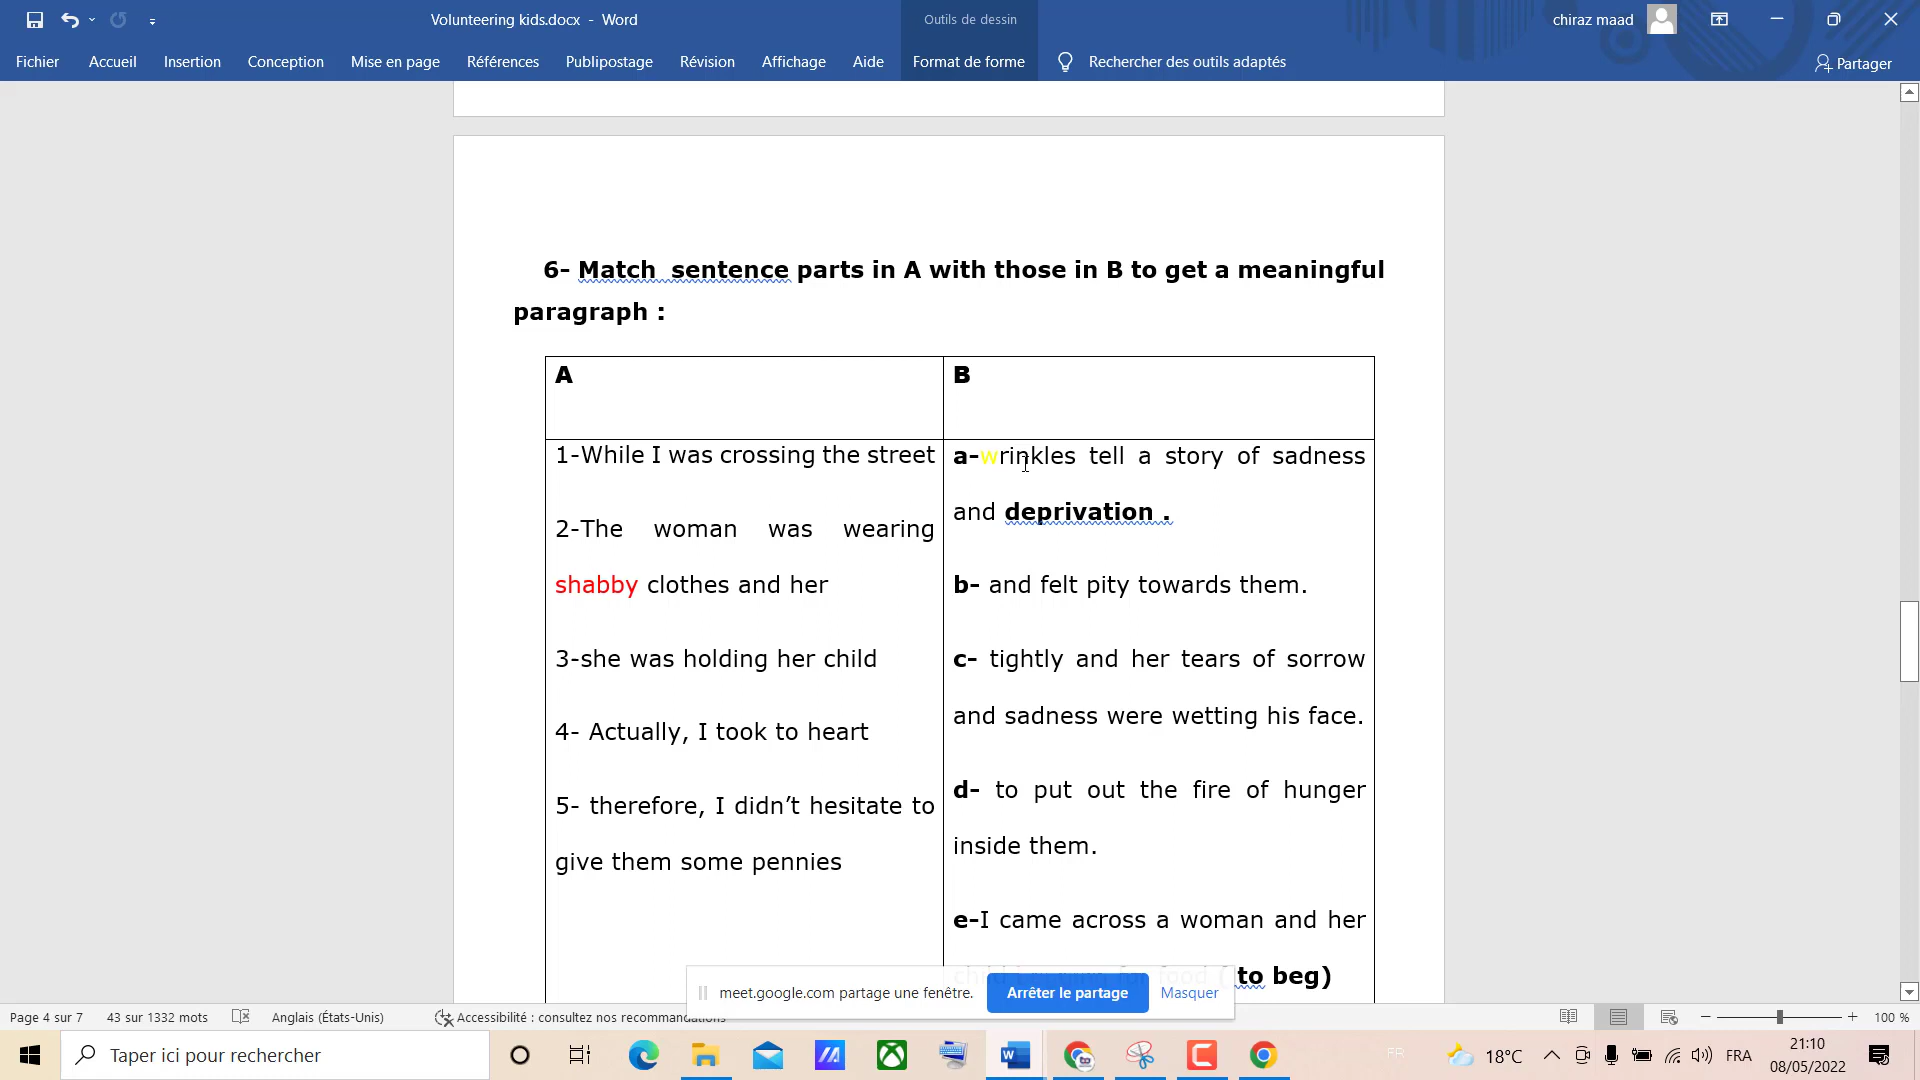 Volunteering kids.docx - Word
Outils de dessin
chiraz maad
Fichier Accueil Insertion Conception Mise en page Références Publipostage Révision Affichage Aide Format de forme Rechercher des outils adaptés Partager
6- Match sentence parts in A with those in B to get a meaningful
paragraph :
A
B
1-While I was crossing the street
2-The woman was wearing
shabby clothes and her
3-she was holding her child
4- Actually, I took to heart
5- therefore, I didn’t hesitate to
give them some pennies
a-wrinkles tell a story of sadness
and deprivation .
b- and felt pity towards them.
c- tightly and her tears of sorrow
and sadness were wetting his face.
d- to put out the fire of hunger
inside them.
e-I came across a woman and her
to beg)
meet.google.com partage une fenêtre. Arrêter le partage Masquer
Page 4 sur 7 43 sur 1332 mots Anglais (États-Unis) Accessibilité : consultez nos recommandations 100 %
Taper ici pour rechercher
FR
18°C
FRA
21:10
08/05/2022